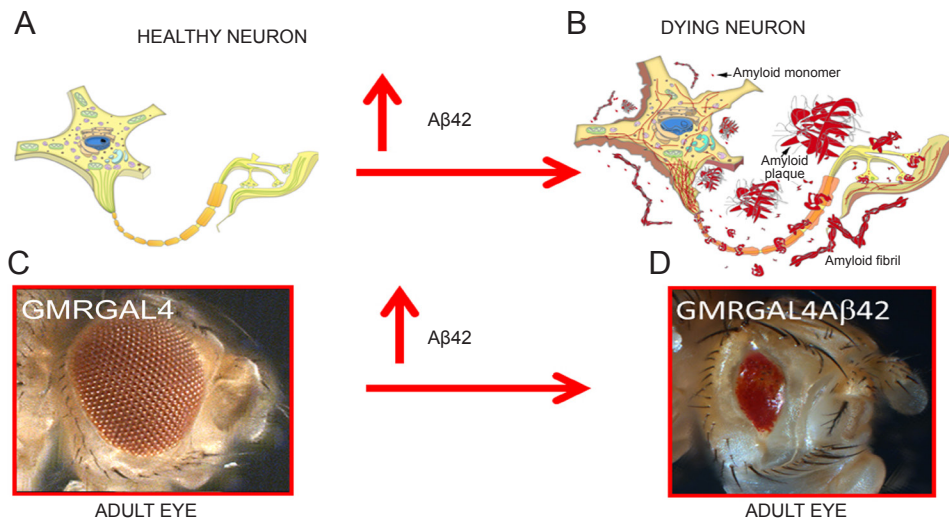 A
HEALTHY NEURON
Aβ42
B
DYING NEURON
Amyloid monomer
Amyloid
plaque
Amyloid fibril
C
GMRGAL4
ADULT EYE
Aβ42
D
GMRGAL4Aβ42
ADULT EYE